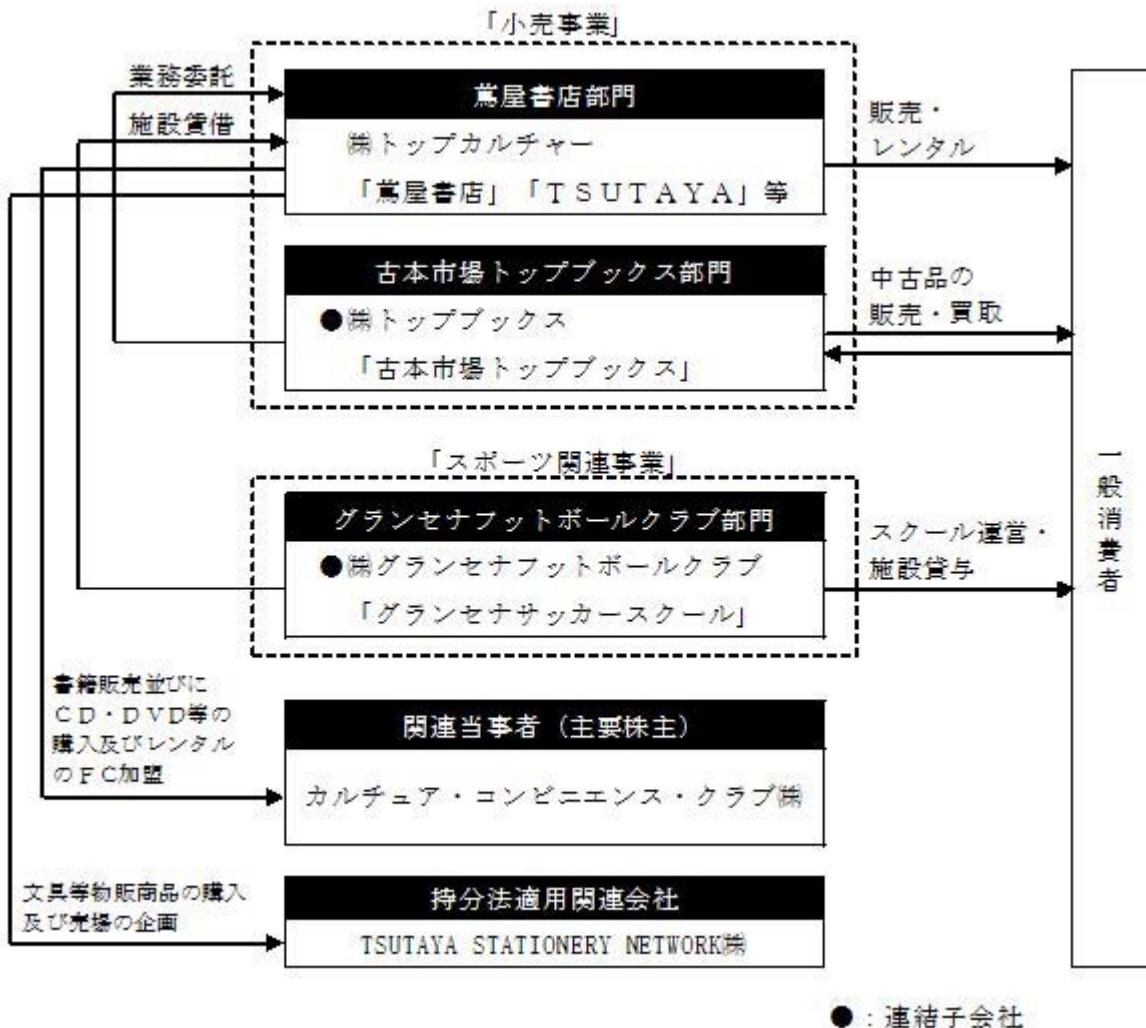 「小売事業」
業務委託
施設賃借
蔦屋書店部門
㈱トップカルチャー
「蔦屋書店」「ＴＳＵＴＡＹＡ」等
販売・
レンタル
古本市場トップブックス部門
●㈱トップブックス
「古本市場トップブックス」
中古品の
販売・買取
「スポーツ関連事業」
グランセナフットボールクラブ部門
●㈱グランセナフットボールクラブ
「グランセナサッカースクール」
スクール運営・
施設貸与
一般消費者
書籍販売並びに
ＣＤ・ＤＶＤ等の
購入及びレンタル
のＦＣ加盟
関連当事者（主要株主）
カルチュア・コンビニエンス・クラブ㈱
文具等物販商品の購入
及び売場の企画
持分法適用関連会社
TSUTAYA STATIONERY NETWORK㈱
●：連結子会社